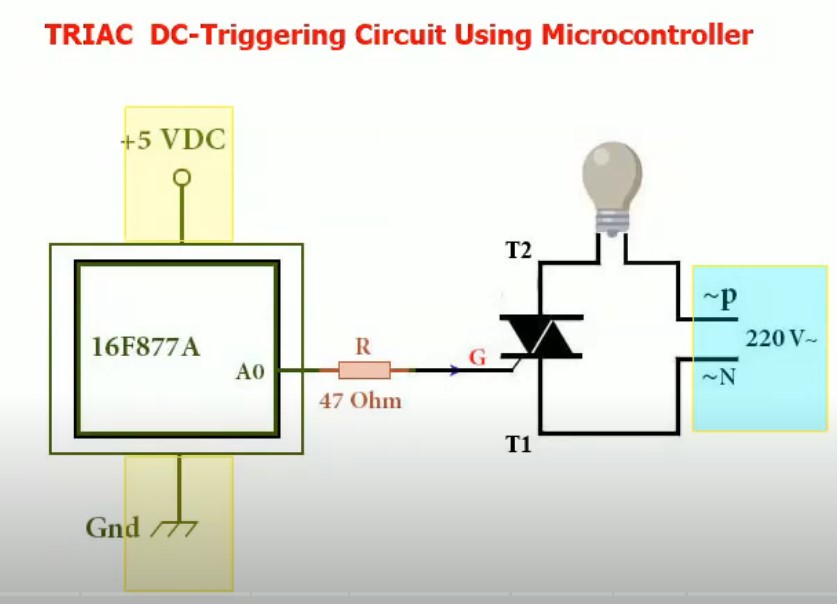 TRIAC DC-Triggering Circuit Using Microcontroller
+5 VDC
16F877A
A0
Gnd
R
47 Ohm
G
T2
T1
~p
220 V~
~N